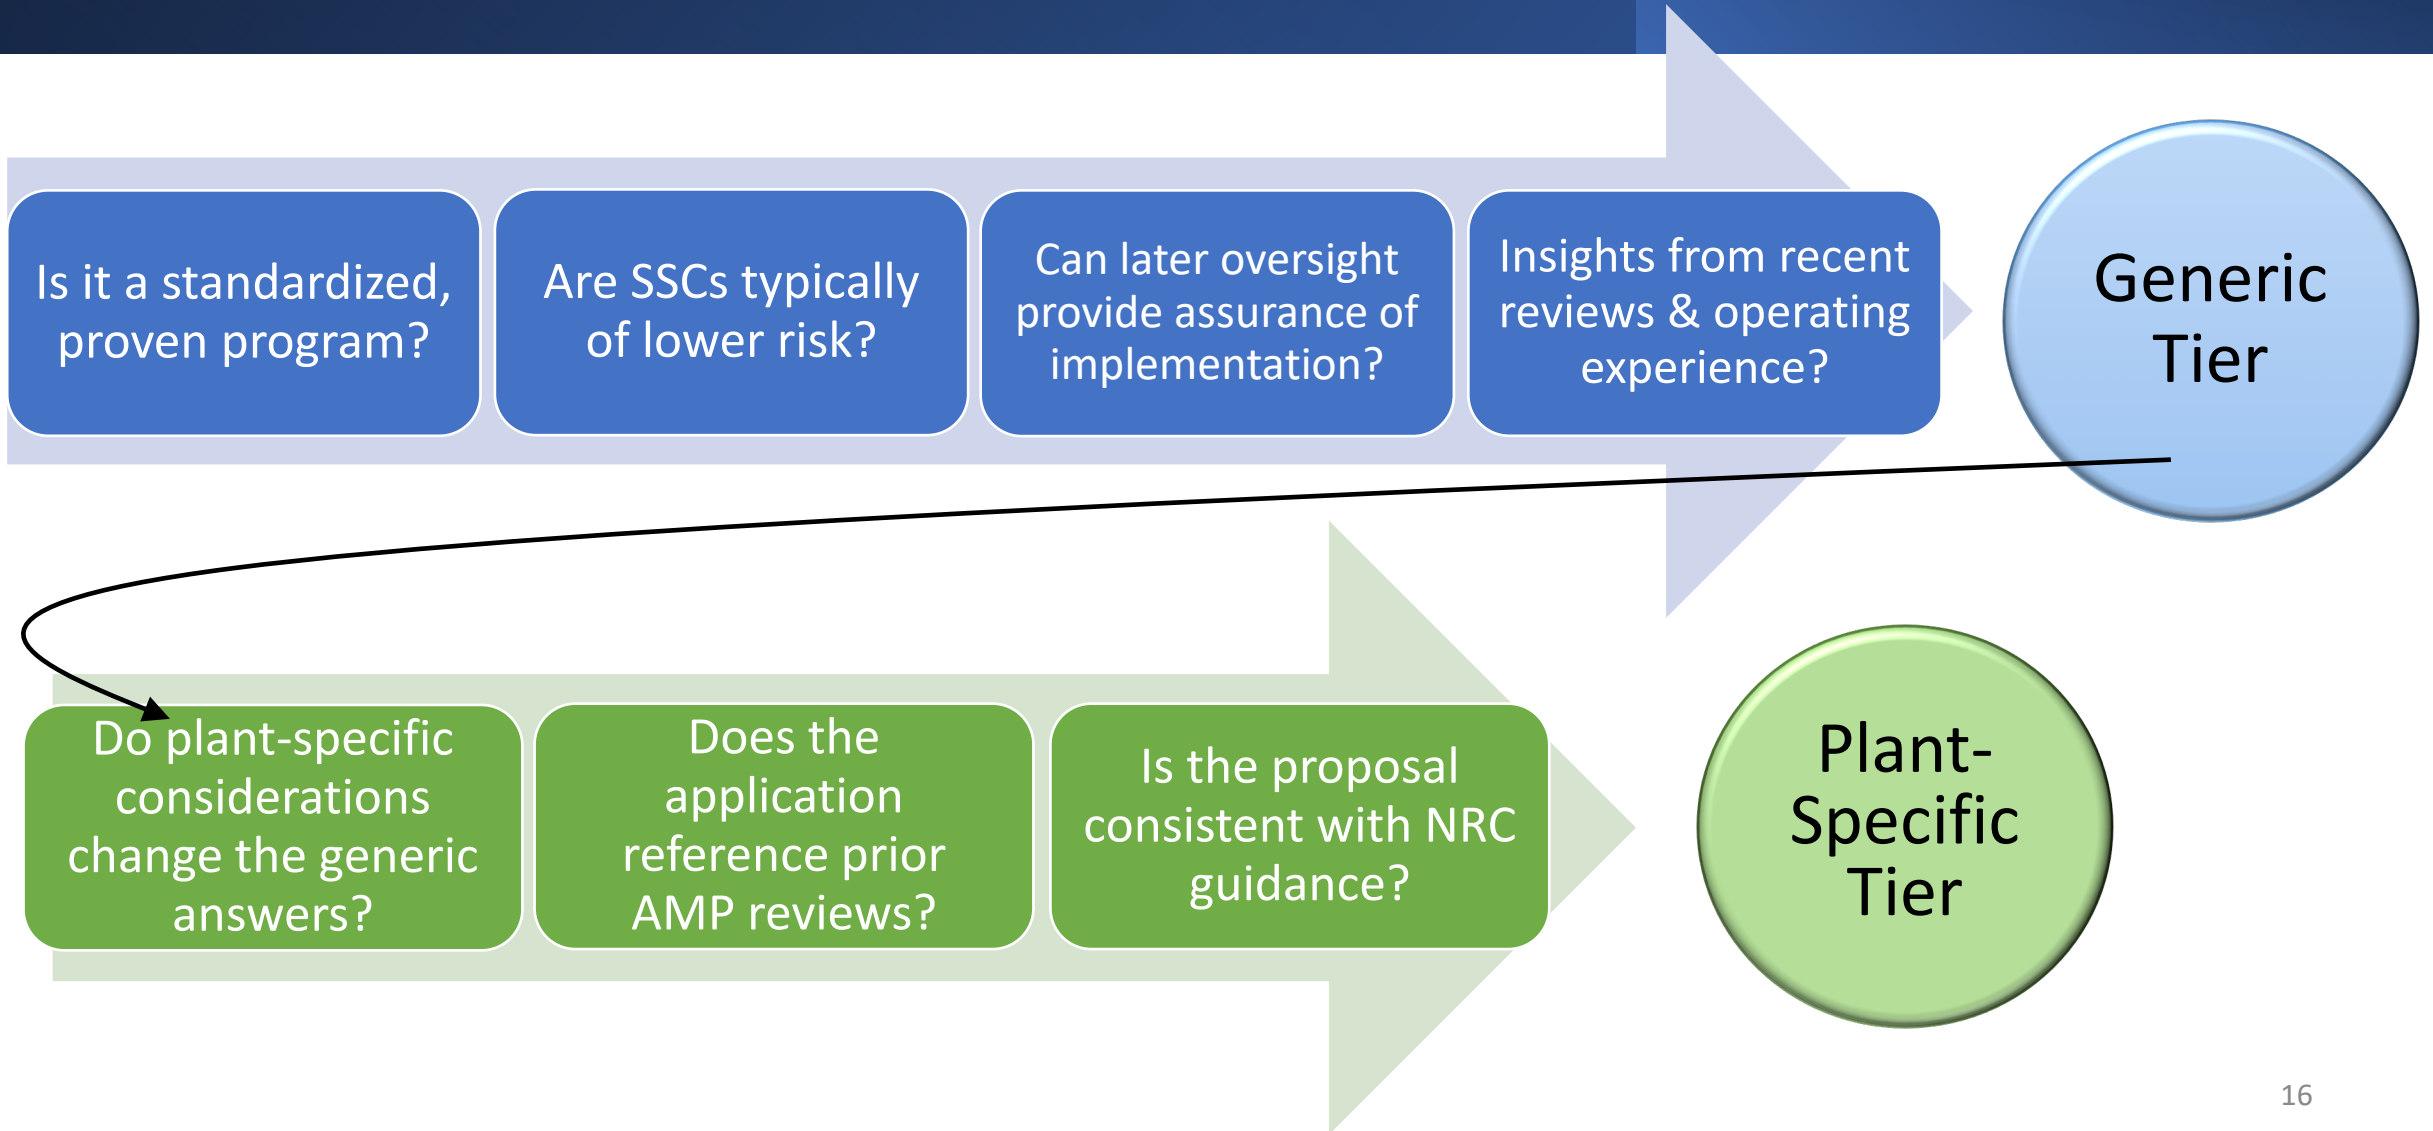 Is it a standardized,
proven program?
Are SSCs typically
of lower risk?
Can later oversight
provide assurance of
implementation?
Insights from recent
reviews & operating
experience?
Generic
Tier
Do plant-specific
considerations
change the generic
answers?
Does the
application
reference prior
AMP reviews?
Is the proposal
consistent with NRC
guidance?
Plant-
Specific
Tier
16